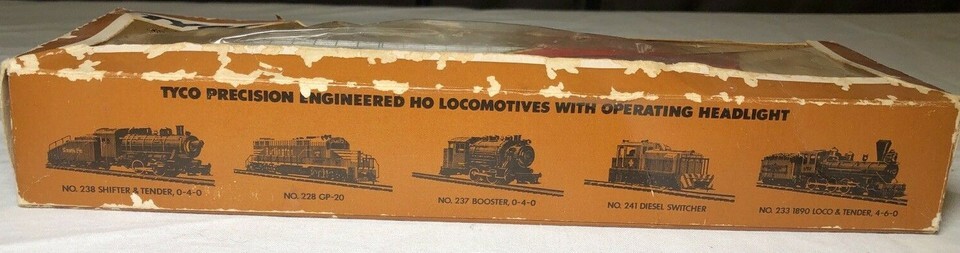 TYCO PRECISION ENGINEERED HO LOCOMOTIVES WITH OPERATING HEADLIGHT
NO. 238 SHIFTER & TENDER, 0-4-0
NO. 228 GP-20
NO. 237 BOOSTER, 0-4-0
NO. 241 DIESEL SWITCHER
NO. 233 1890 LOCO & TENDER, 4-6-0